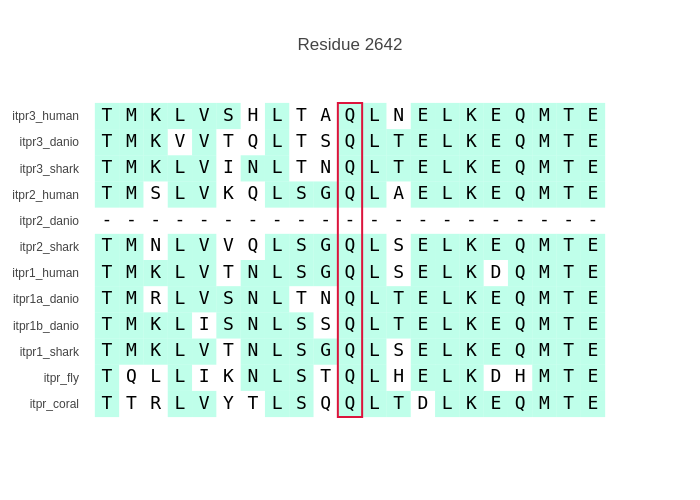 Residue 2642
itpr3_human T M K L V S H L T A Q L N E L K E Q M T E
itpr3_danio T M K V V T Q L T S Q L T E L K E Q M T E
itpr3_shark T M K L V I N L T N Q L T E L K E Q M T E
itpr2_human T M S L V K Q L S G Q L A E L K E Q M T E
itpr2_danio - - - - - - - - - - - - - - - - - - - - -
itpr2_shark T M N L V V Q L S G Q L S E L K E Q M T E
itpr1_human T M K L V T N L S G Q L S E L K D Q M T E
itpr1a_danio T M R L V S N L T N Q L T E L K E Q M T E
itpr1b_danio T M K L I S N L S S Q L T E L K E Q M T E
itpr1_shark T M K L V T N L S G Q L S E L K E Q M T E
itpr_fly T Q L L I K N L S T Q L H E L K D H M T E
itpr_coral T T R L V Y T L S Q Q L T D L K E Q M T E